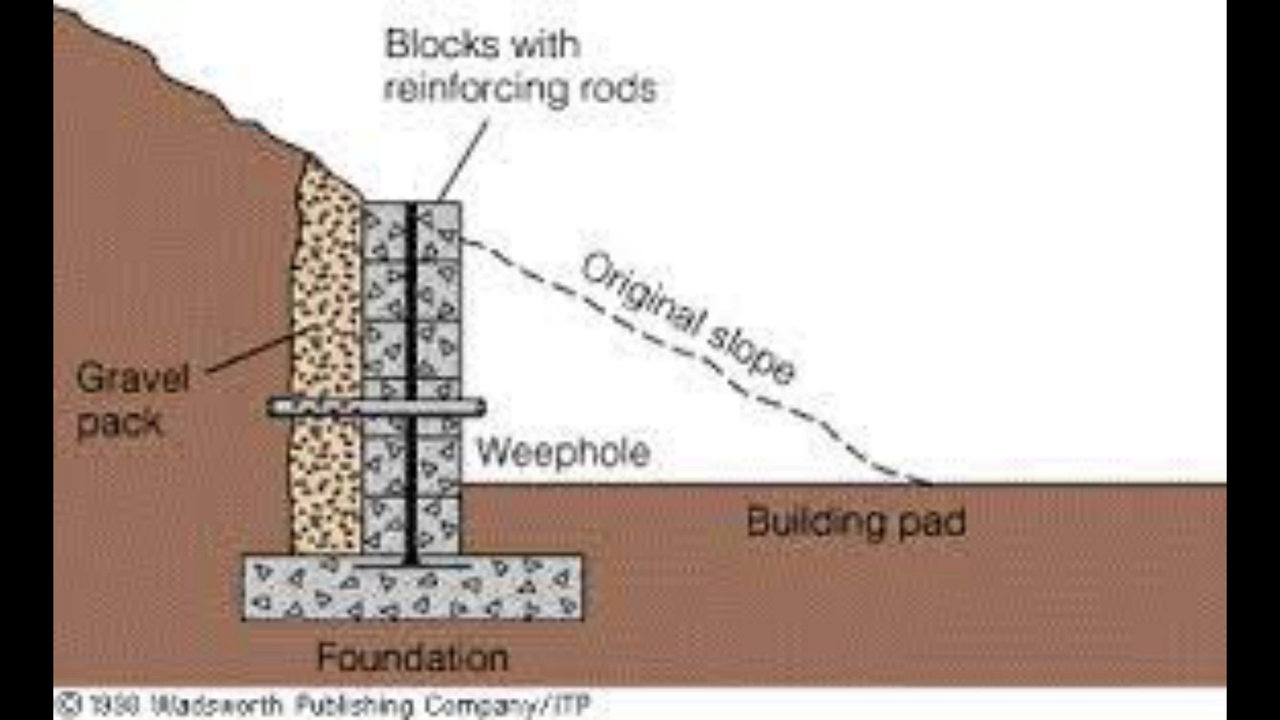 Blocks with
reinforcing rods
Original slope
Gravel
pack
Weephole
Building pad
Foundation
© 1998 Wadsworth Publishing Company/ITP